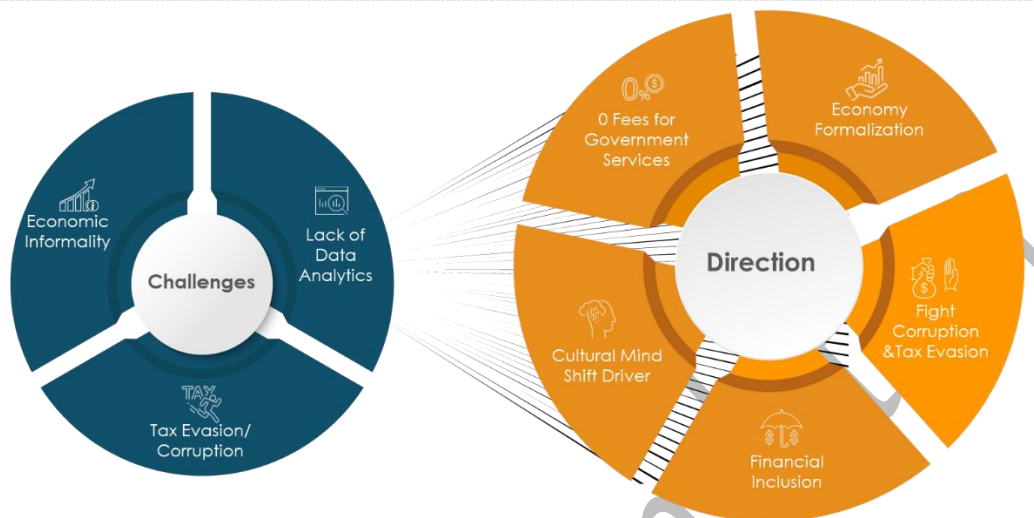 Economic
Informality
Lack of
Data
Analytics
Challenges
TAX
Tax Evasion/
Corruption
0%
0 Fees for
Government
Services
Economy
Formalization
Direction
Fight
Corruption
&Tax Evasion
Cultural Mind
Shift Driver
Financial
Inclusion